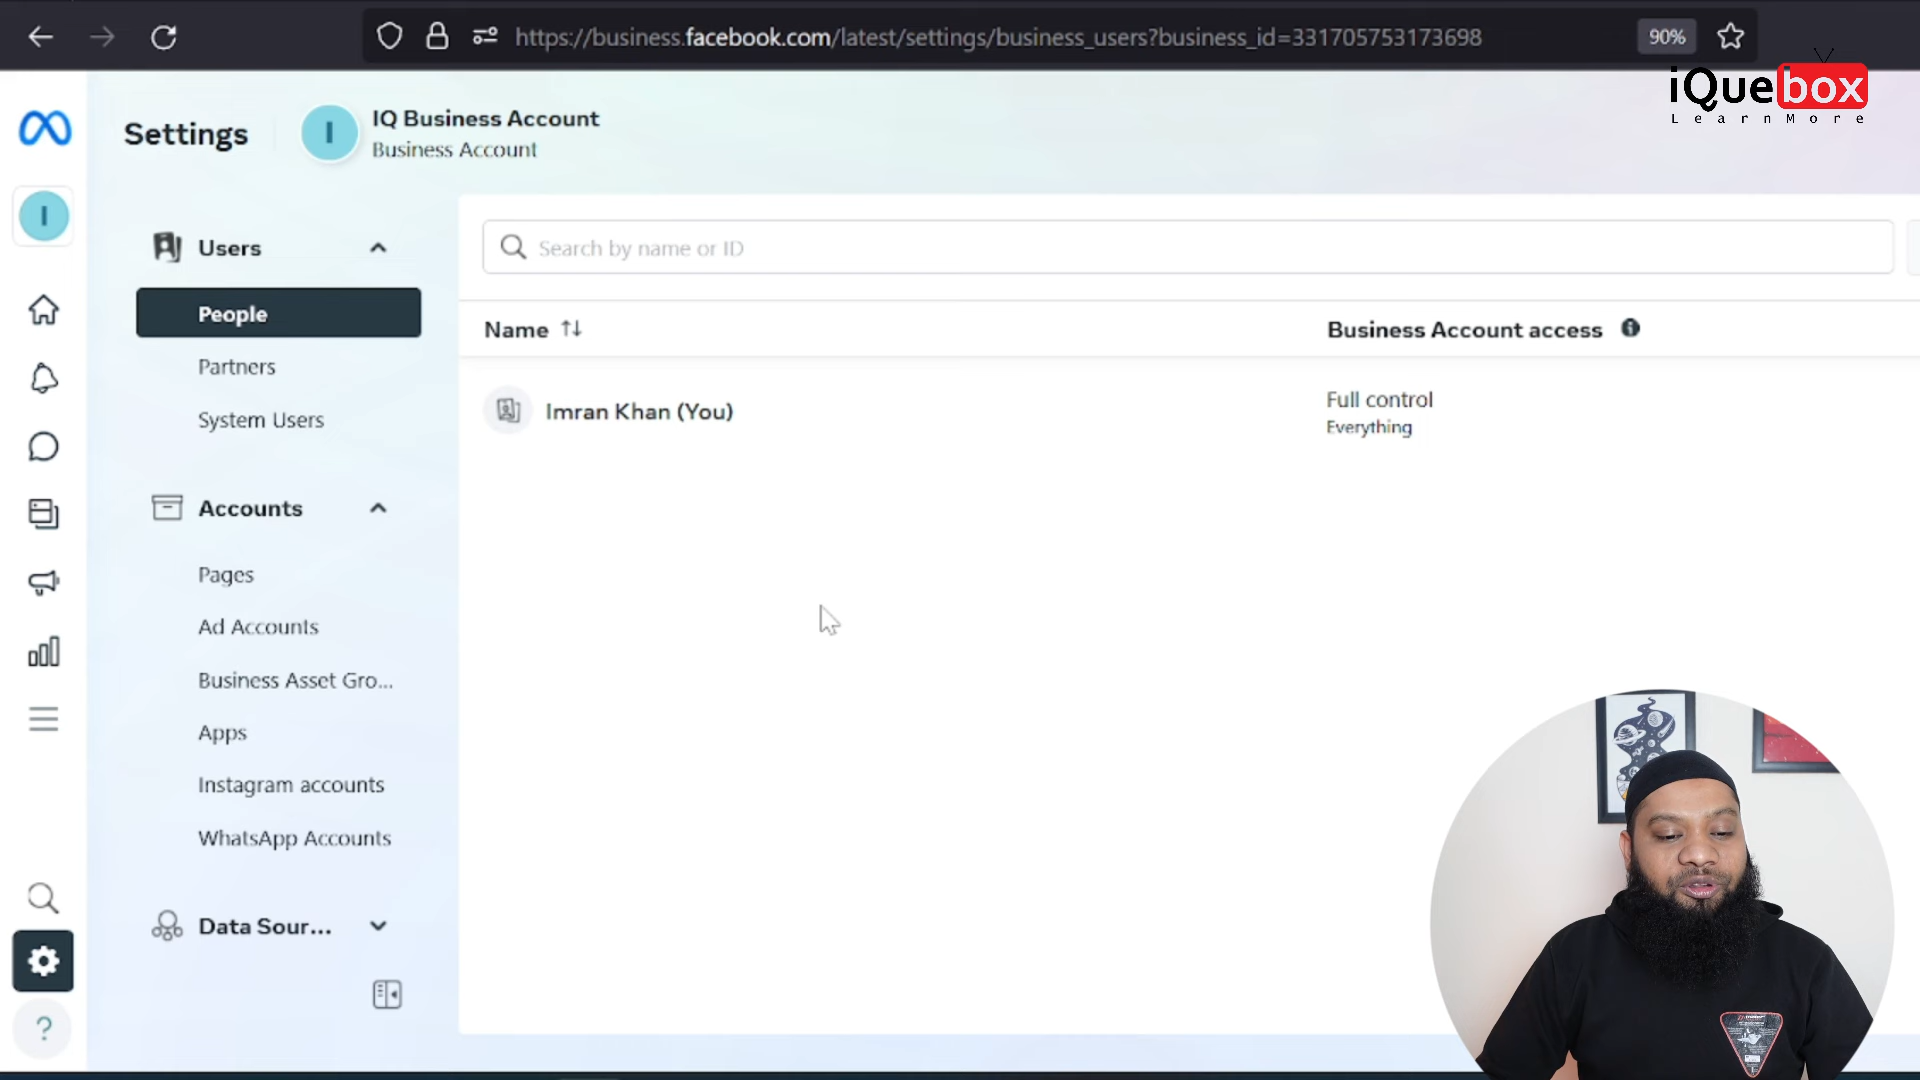 https://business.facebook.com/latest/settings/business_users?business_id=331705753173698
90%
iQuebox
LearnMore
Settings
I
IQ Business Account
Business Account
I
Users
People
Partners
System Users
Accounts
Pages
Ad Accounts
Business Asset Gro...
Apps
Instagram accounts
WhatsApp Accounts
Data Sour...
?
Search by name or ID
Name
Business Account access
Imran Khan (You)
Full control
Everything